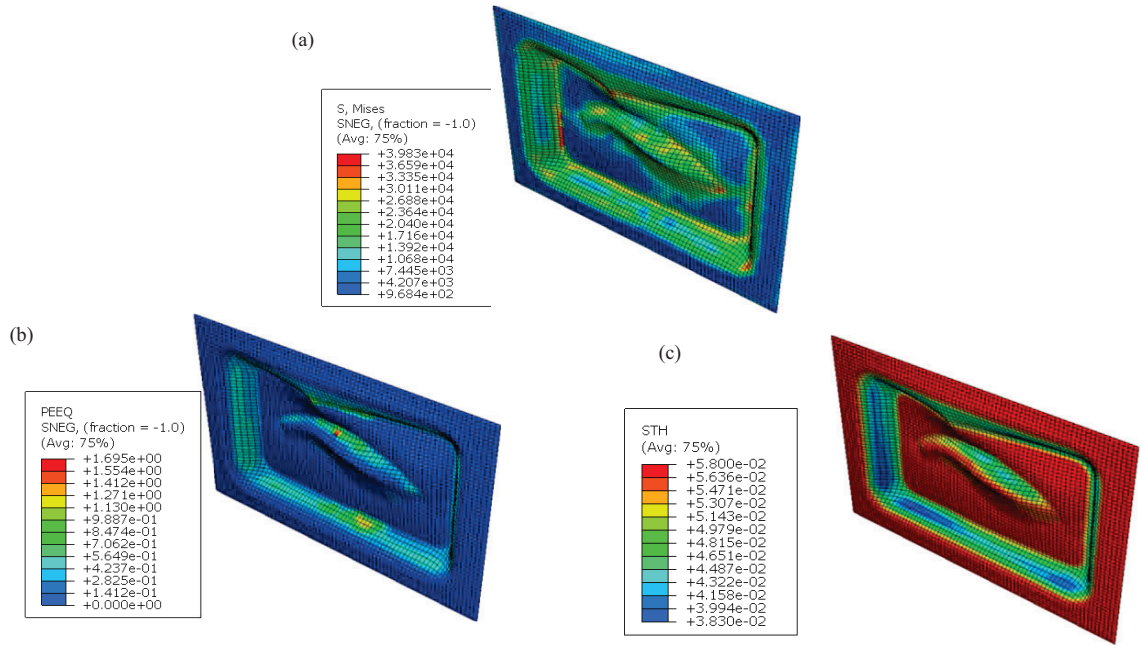 (a)
S, Mises
SNEG, (fraction = -1.0)
(Avg: 75%)
+3.983e+04
+3.659e+04
+3.335e+04
+3.011e+04
+2.688e+04
+2.364e+04
+2.040e+04
+1.716e+04
+1.392e+04
+1.068e+04
+7.445e+03
+4.207e+03
+9.684e+02
(b)
PEEQ
SNEG, (fraction = -1.0)
(Avg: 75%)
+1.695e+00
+1.554e+00
+1.412e+00
+1.271e+00
+1.130e+00
+9.887e-01
+8.474e-01
+7.062e-01
+5.649e-01
+4.237e-01
+2.825e-01
+1.412e-01
+0.000e+00
(c)
STH
(Avg: 75%)
+5.800e-02
+5.636e-02
+5.471e-02
+5.307e-02
+5.143e-02
+4.979e-02
+4.815e-02
+4.651e-02
+4.487e-02
+4.322e-02
+4.158e-02
+3.994e-02
+3.830e-02